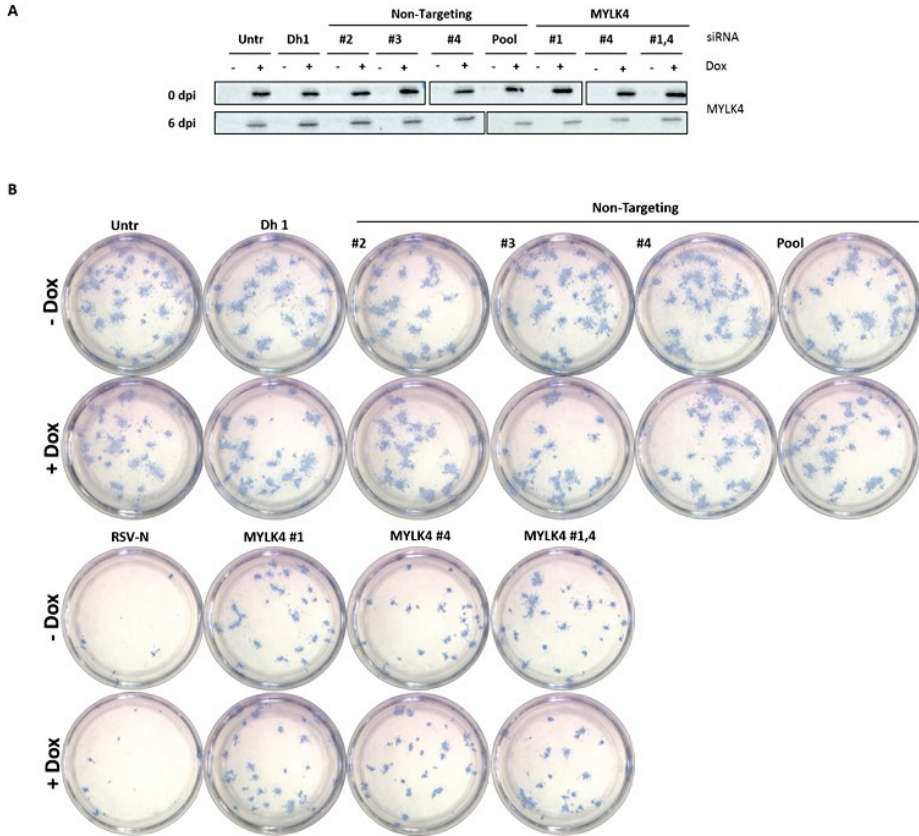 A
Non-Targeting MYLK4
Untr Dh1 #2 #3 #4 Pool #1 #4 #1,4 siRNA
- + - + - + - + - + - + - + - + - + Dox
0 dpi
MYLK4
6 dpi
B
Non-Targeting
Untr Dh 1 #2 #3 #4 Pool
- Dox
+ Dox
RSV-N MYLK4 #1 MYLK4 #4 MYLK4 #1,4
- Dox
+ Dox